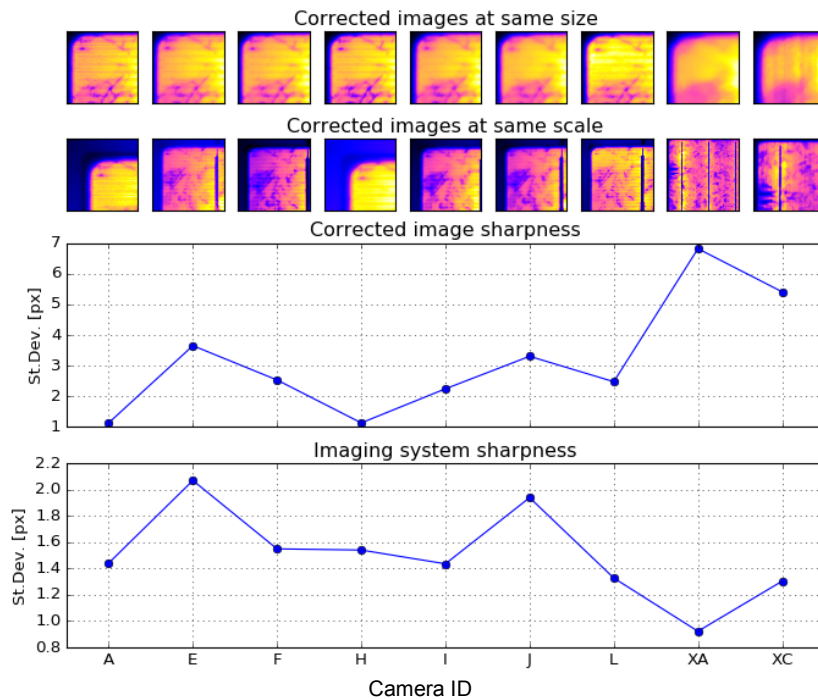 Corrected images at same size
Corrected images at same scale
Corrected image sharpness
7
6
5
4
3
2
1
St.Dev. [px]
Imaging system sharpness
2.2
2.0
1.8
1.6
1.4
1.2
1.0
0.8
St.Dev. [px]
A E F H I J L XA XC
Camera ID